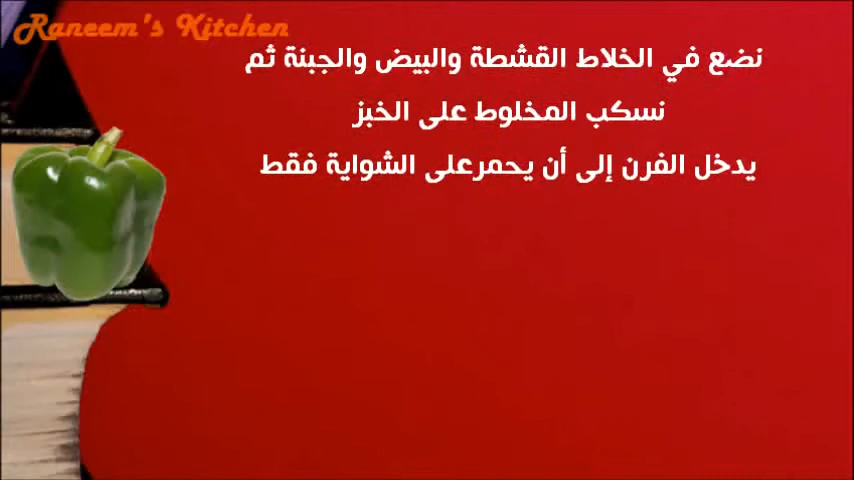 Raneem's Kitchen
نضع في الخلاط القشطة والبيض والجبنة ثم
نسكب المخلوط على الخبز
يدخل الفرن إلى أن يحمرعلى الشواية فقط